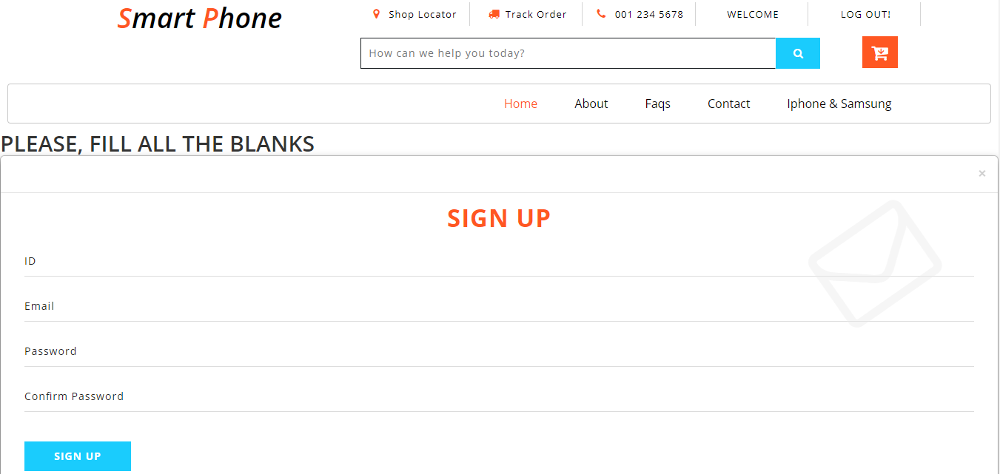 Smart Phone
Shop Locator Track Order 001 234 5678 WELCOME LOG OUT!
How can we help you today?
Home About Faqs Contact Iphone & Samsung
PLEASE, FILL ALL THE BLANKS
×
SIGN UP
ID
Email
Password
Confirm Password
SIGN UP